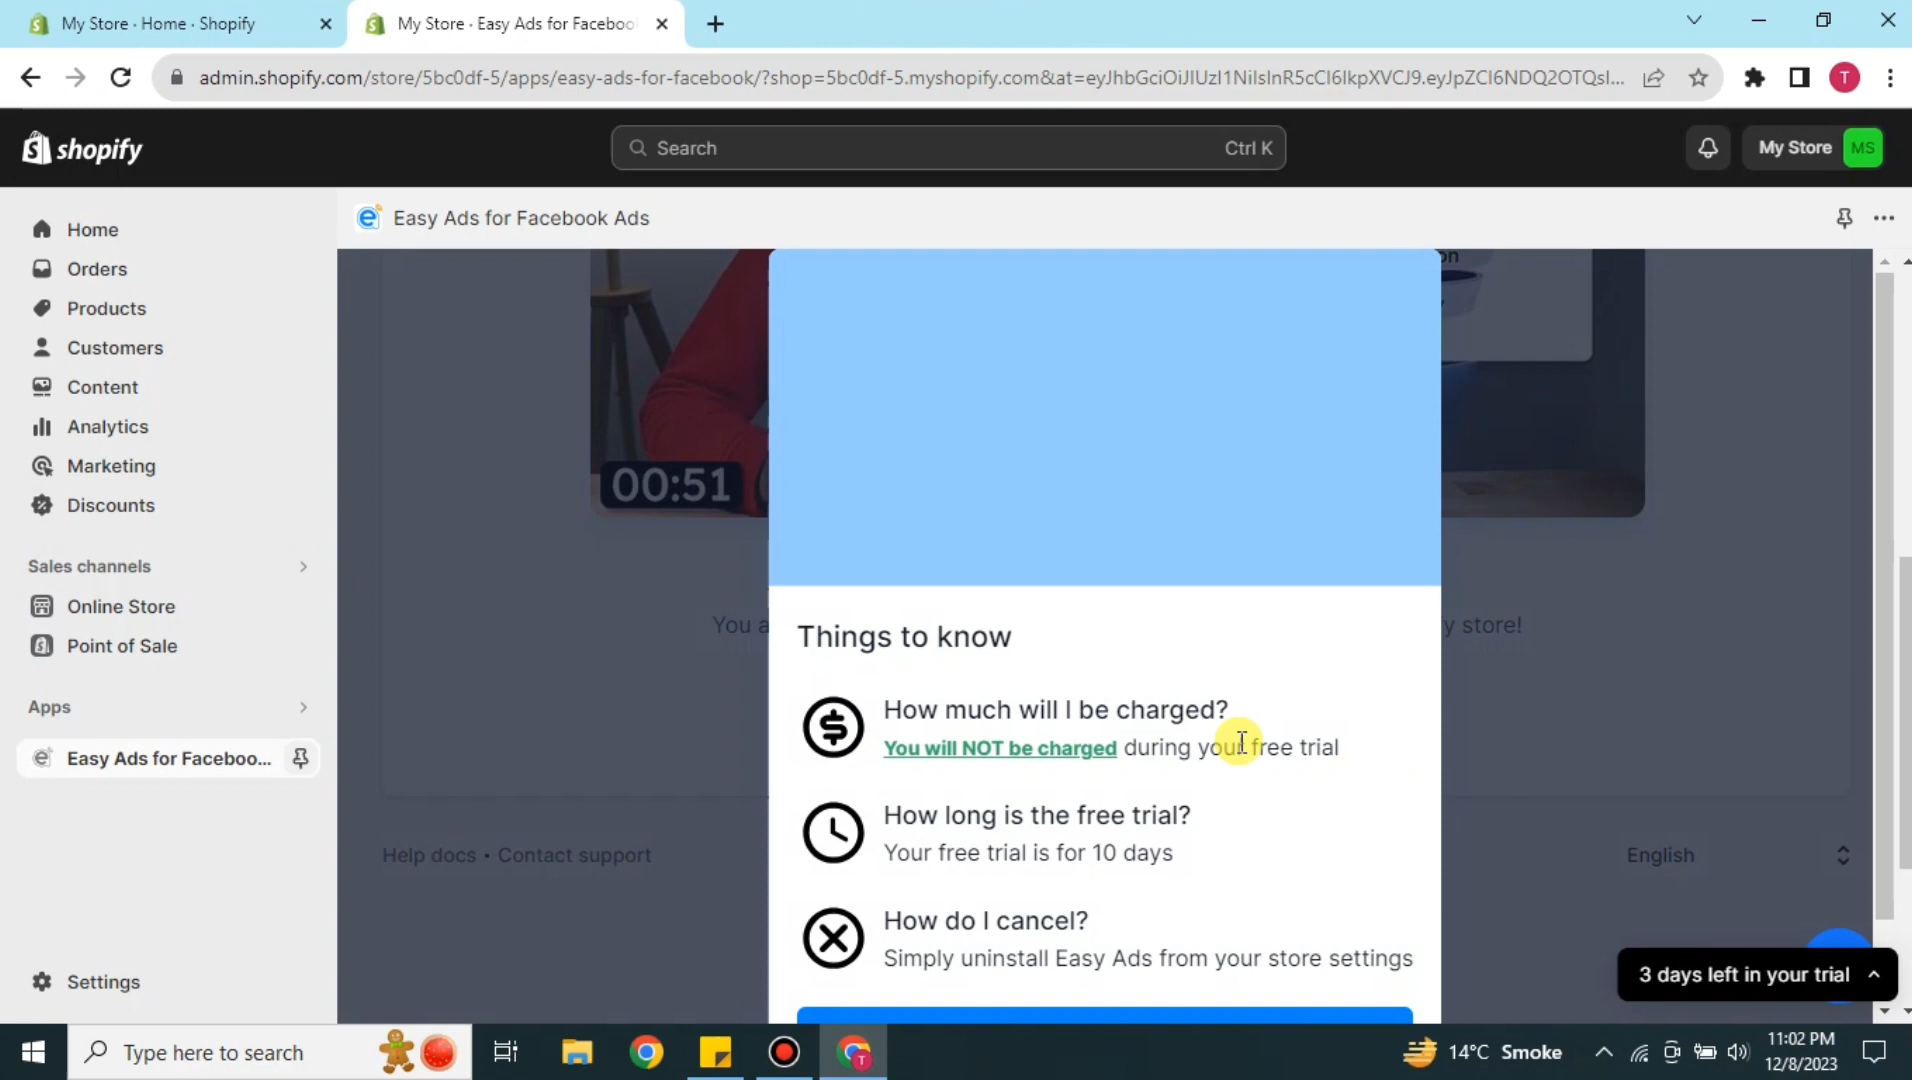 My Store · Home · Shopify
My Store · Easy Ads for Faceboo
admin.shopify.com/store/5bc0df-5/apps/easy-ads-for-facebook/?shop=5bc0df-5.myshopify.com&at=eyJhbGciOiJIUzI1NiIsInR5cCI6IkpXVCJ9.eyJpZCI6NDQ2OTQsI...
T
shopify
Search
Ctrl K
My Store
MS
Easy Ads for Facebook Ads
Home
Orders
Products
Customers
Content
Analytics
Marketing
Discounts
Sales channels
Online Store
Point of Sale
Apps
Easy Ads for Faceboo...
Settings
on
00:51
You a
y store!
Things to know
How much will I be charged?
You will NOT be charged during your free trial
How long is the free trial?
Your free trial is for 10 days
How do I cancel?
Simply uninstall Easy Ads from your store settings
Help docs • Contact support
English
3 days left in your trial
Type here to search
14°C Smoke
11:02 PM
12/8/2023